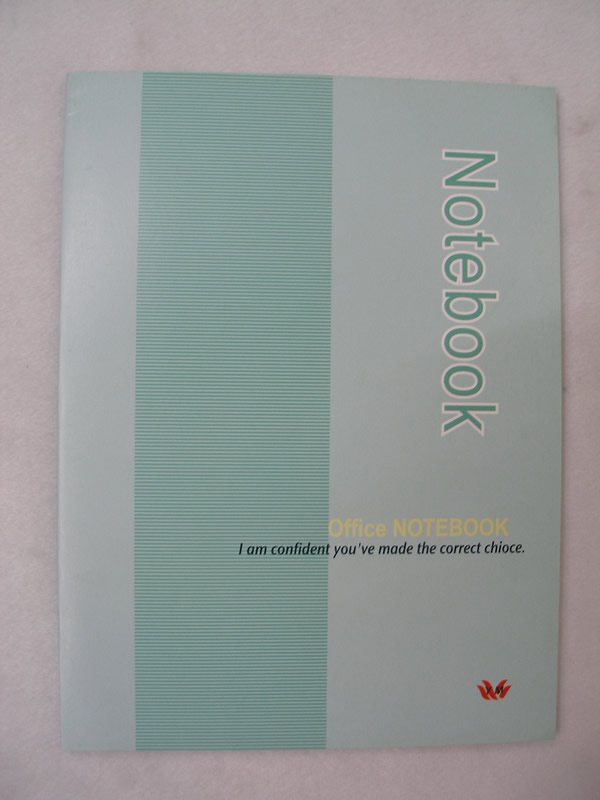 Notebook
Office NOTEBOOK
I am confident you've made the correct chioce.